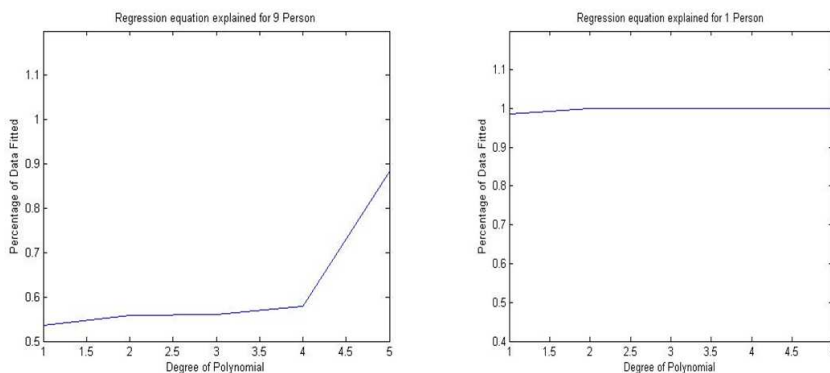 Regression equation explained for 9 Person
1.1
1
0.9
0.8
0.7
0.6
0.5
Percentage of Data Fitted
1 1.5 2 2.5 3 3.5 4 4.5 5
Degree of Polynomial
Regression equation explained for 1 Person
1.1
1
0.9
0.8
0.7
0.6
0.5
0.4
Percentage of Data Fitted
1 1.5 2 2.5 3 3.5 4 4.5
Degree of Polynomial